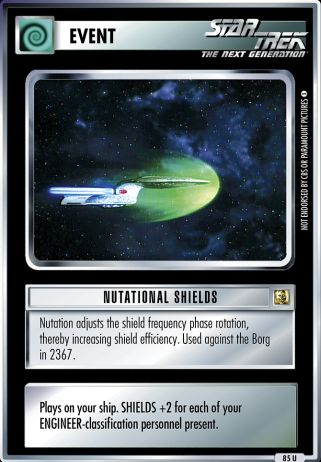 EVENT
STAR TREK
THE NEXT GENERATION
NOT ENDORSED BY CBS OR PARAMOUNT PICTURES
NUTATIONAL SHIELDS
Nutation adjusts the shield frequency phase rotation,
thereby increasing shield efficiency. Used against the Borg
in 2367.
Plays on your ship. SHIELDS +2 for each of your
ENGINEER-classification personnel present.
85 U